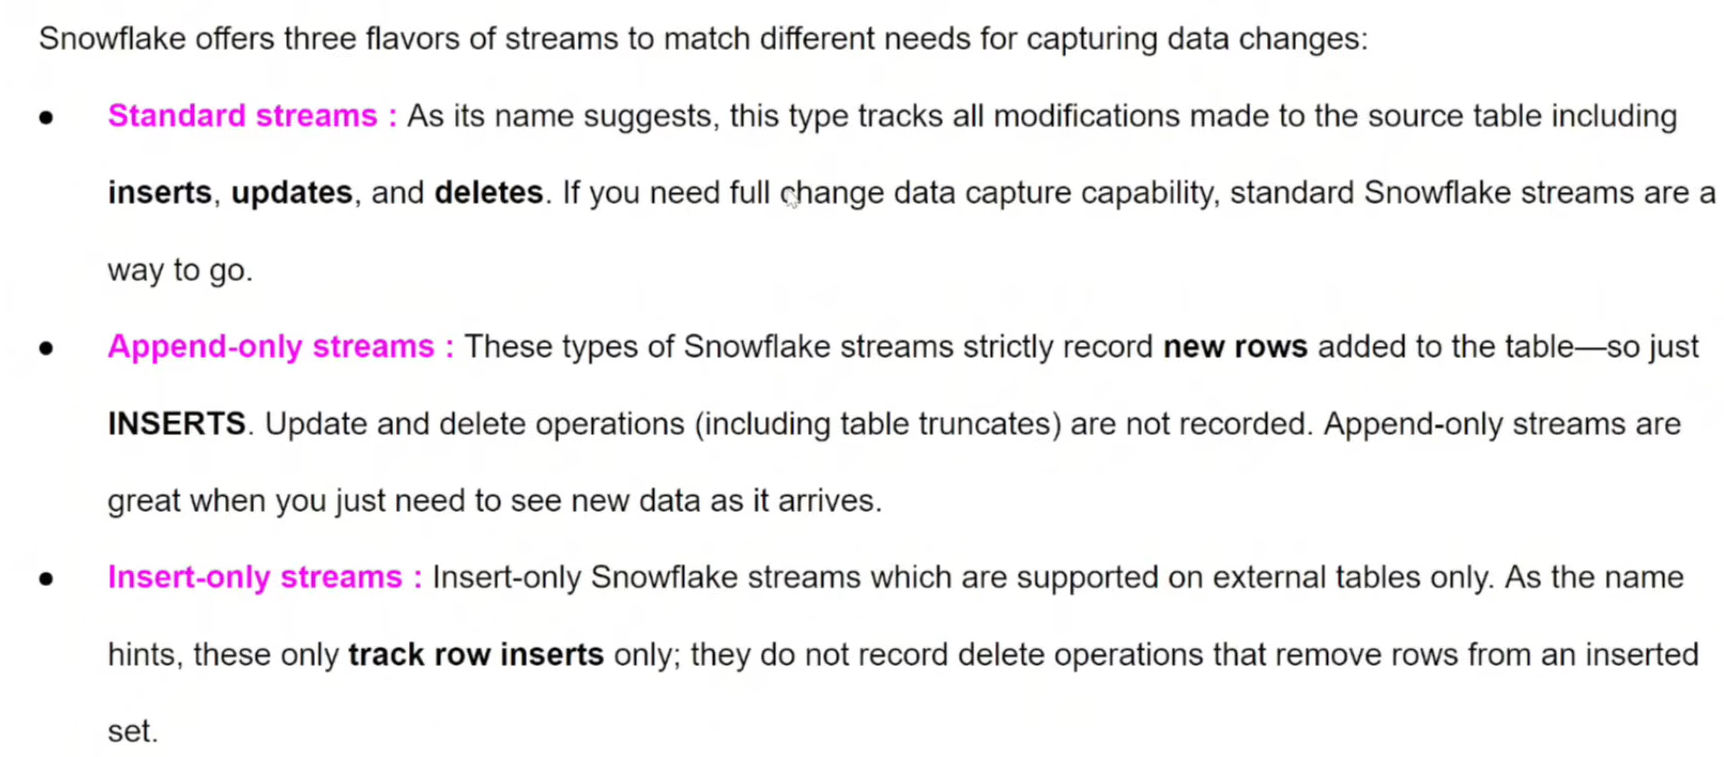 Snowflake offers three flavors of streams to match different needs for capturing data changes:
● Standard streams : As its name suggests, this type tracks all modifications made to the source table including
inserts, updates, and deletes. If you need full change data capture capability, standard Snowflake streams are a
way to go.
● Append-only streams : These types of Snowflake streams strictly record new rows added to the table—so just
INSERTS. Update and delete operations (including table truncates) are not recorded. Append-only streams are
great when you just need to see new data as it arrives.
● Insert-only streams : Insert-only Snowflake streams which are supported on external tables only. As the name
hints, these only track row inserts only; they do not record delete operations that remove rows from an inserted
set.